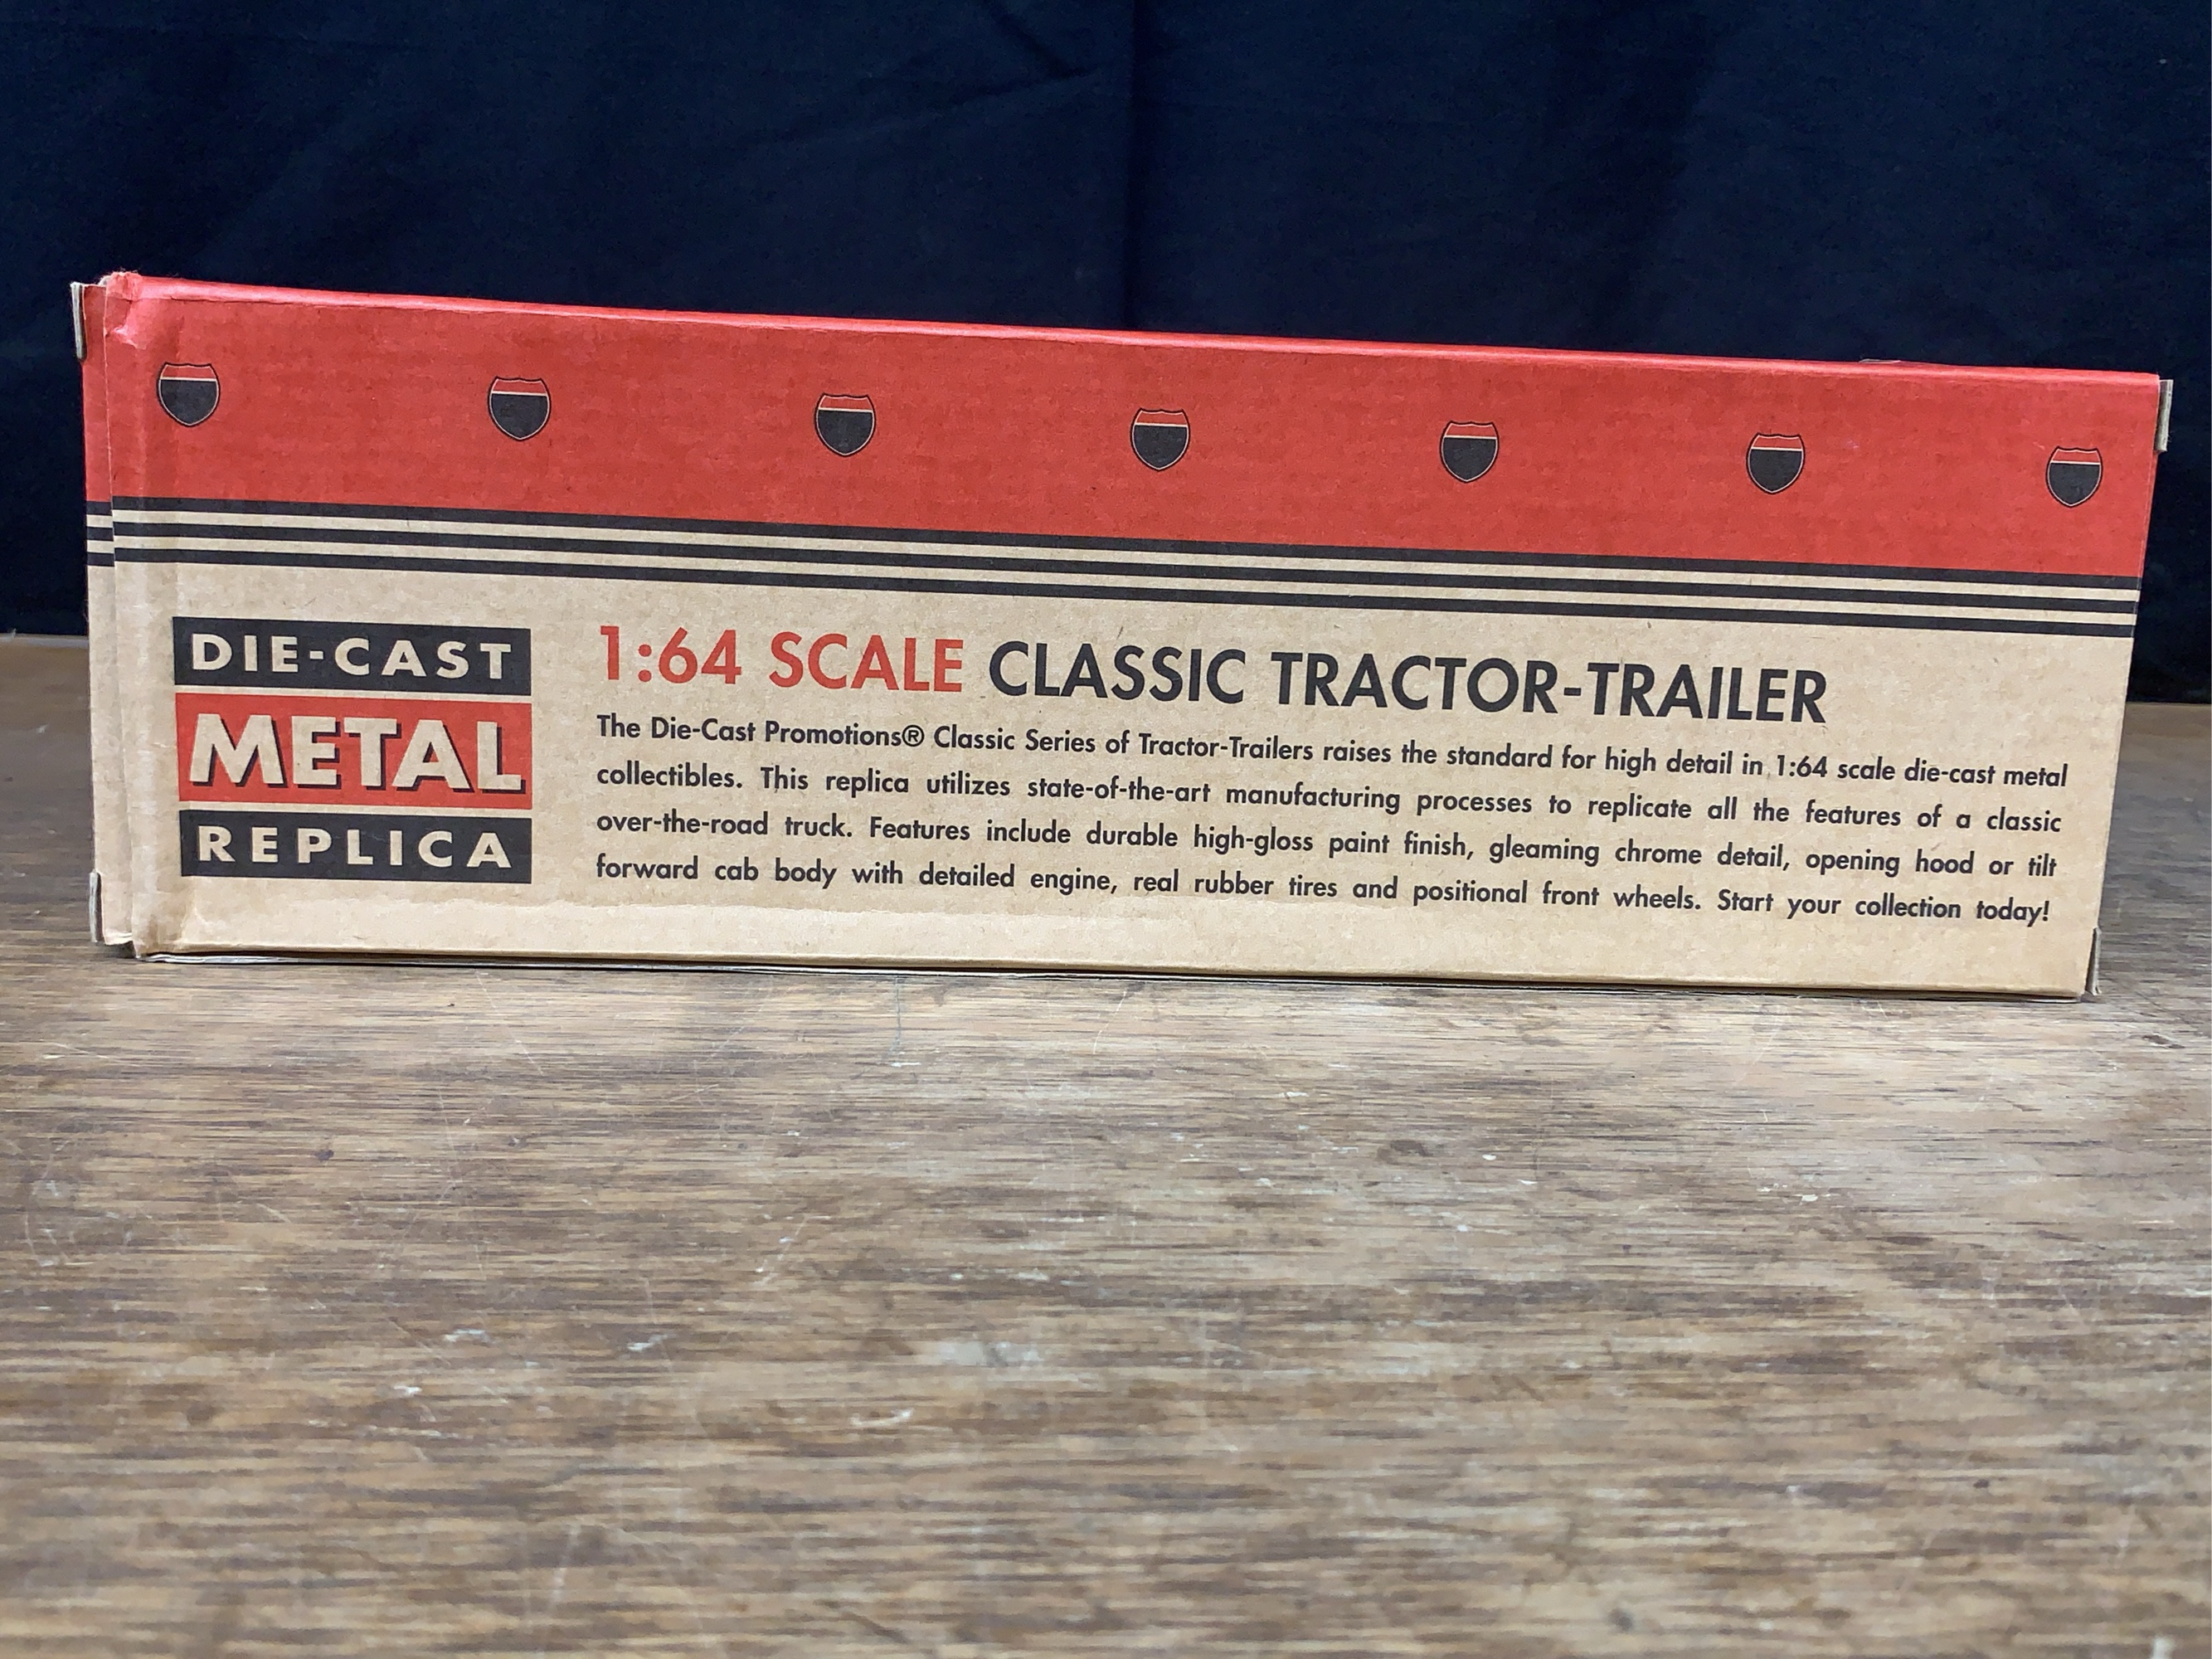 DIE-CAST
METAL
REPLICA
1:64 SCALE CLASSIC TRACTOR-TRAILER
The Die-Cast Promotions® Classic Series of Tractor-Trailers raises the standard for high detail in 1:64 scale die-cast metal
collectibles. This replica utilizes state-of-the-art manufacturing processes to replicate all the features of a classic
over-the-road truck. Features include durable high-gloss paint finish, gleaming chrome detail, opening hood or tilt
forward cab body with detailed engine, real rubber tires and positional front wheels. Start your collection today!